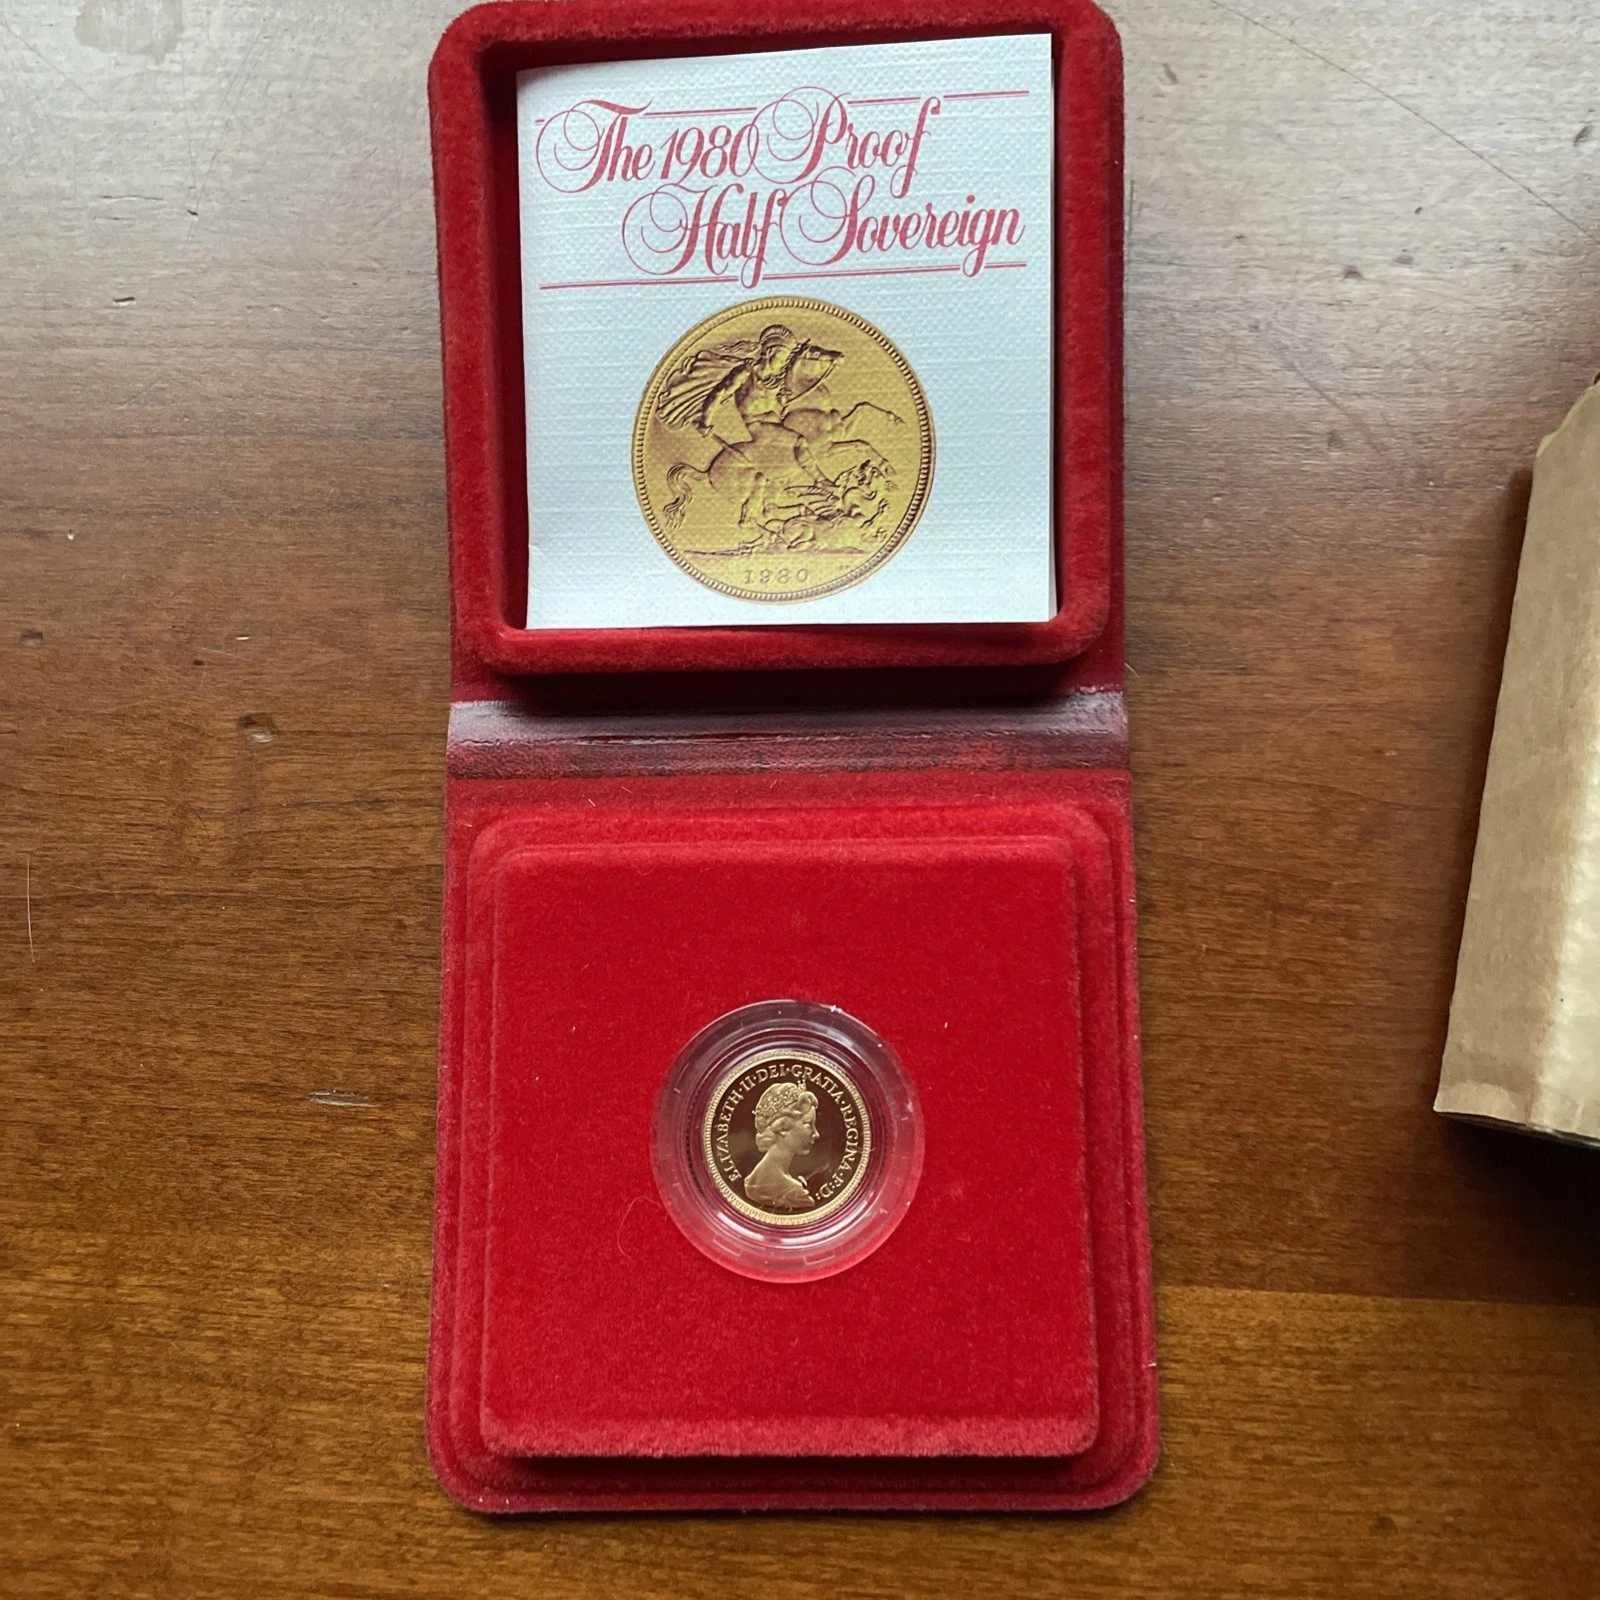 The 1980 Proof
Half Sovereign
1980
ELIZABETH·II·DEI·GRATIA·REGINA·F:D: